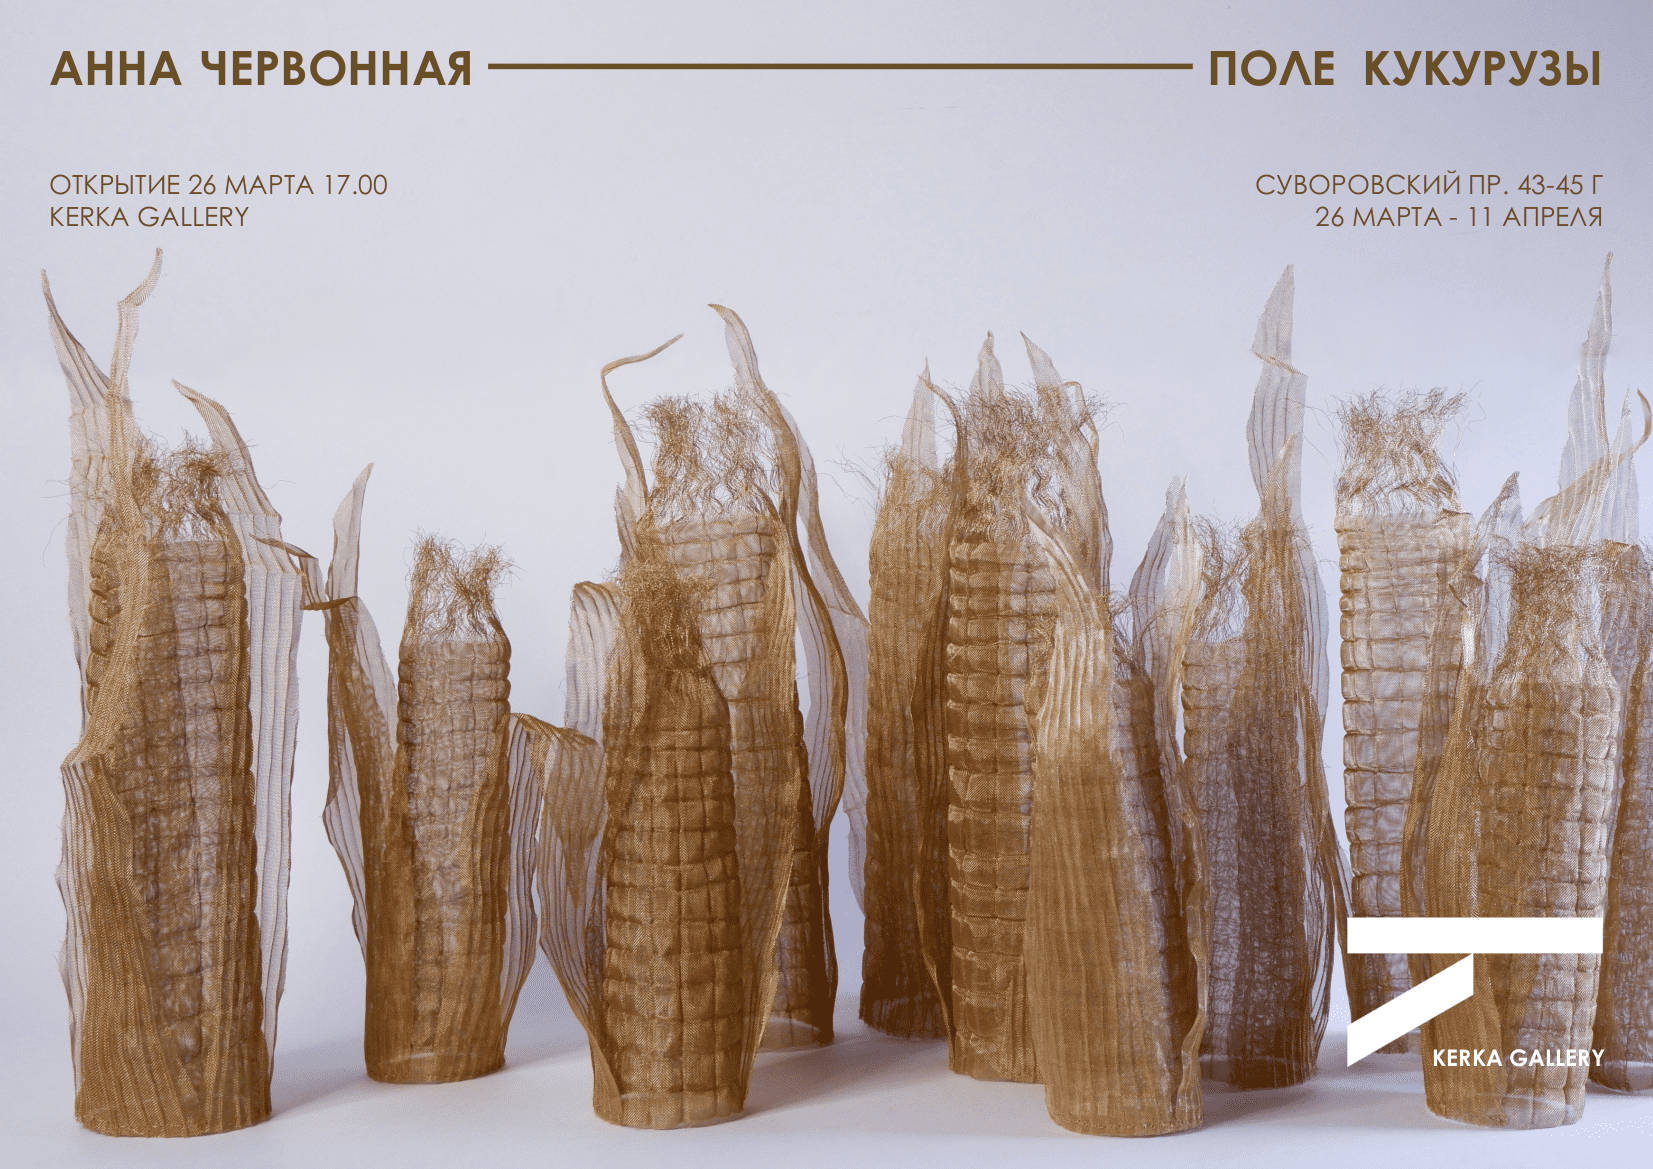 АННА ЧЕРВОННАЯ
ПОЛЕ КУКУРУЗЫ
ОТКРЫТИЕ 26 МАРТА 17.00
KERKA GALLERY
СУВОРОВСКИЙ ПР. 43-45 Г
26 МАРТА - 11 АПРЕЛЯ
KERKA GALLERY